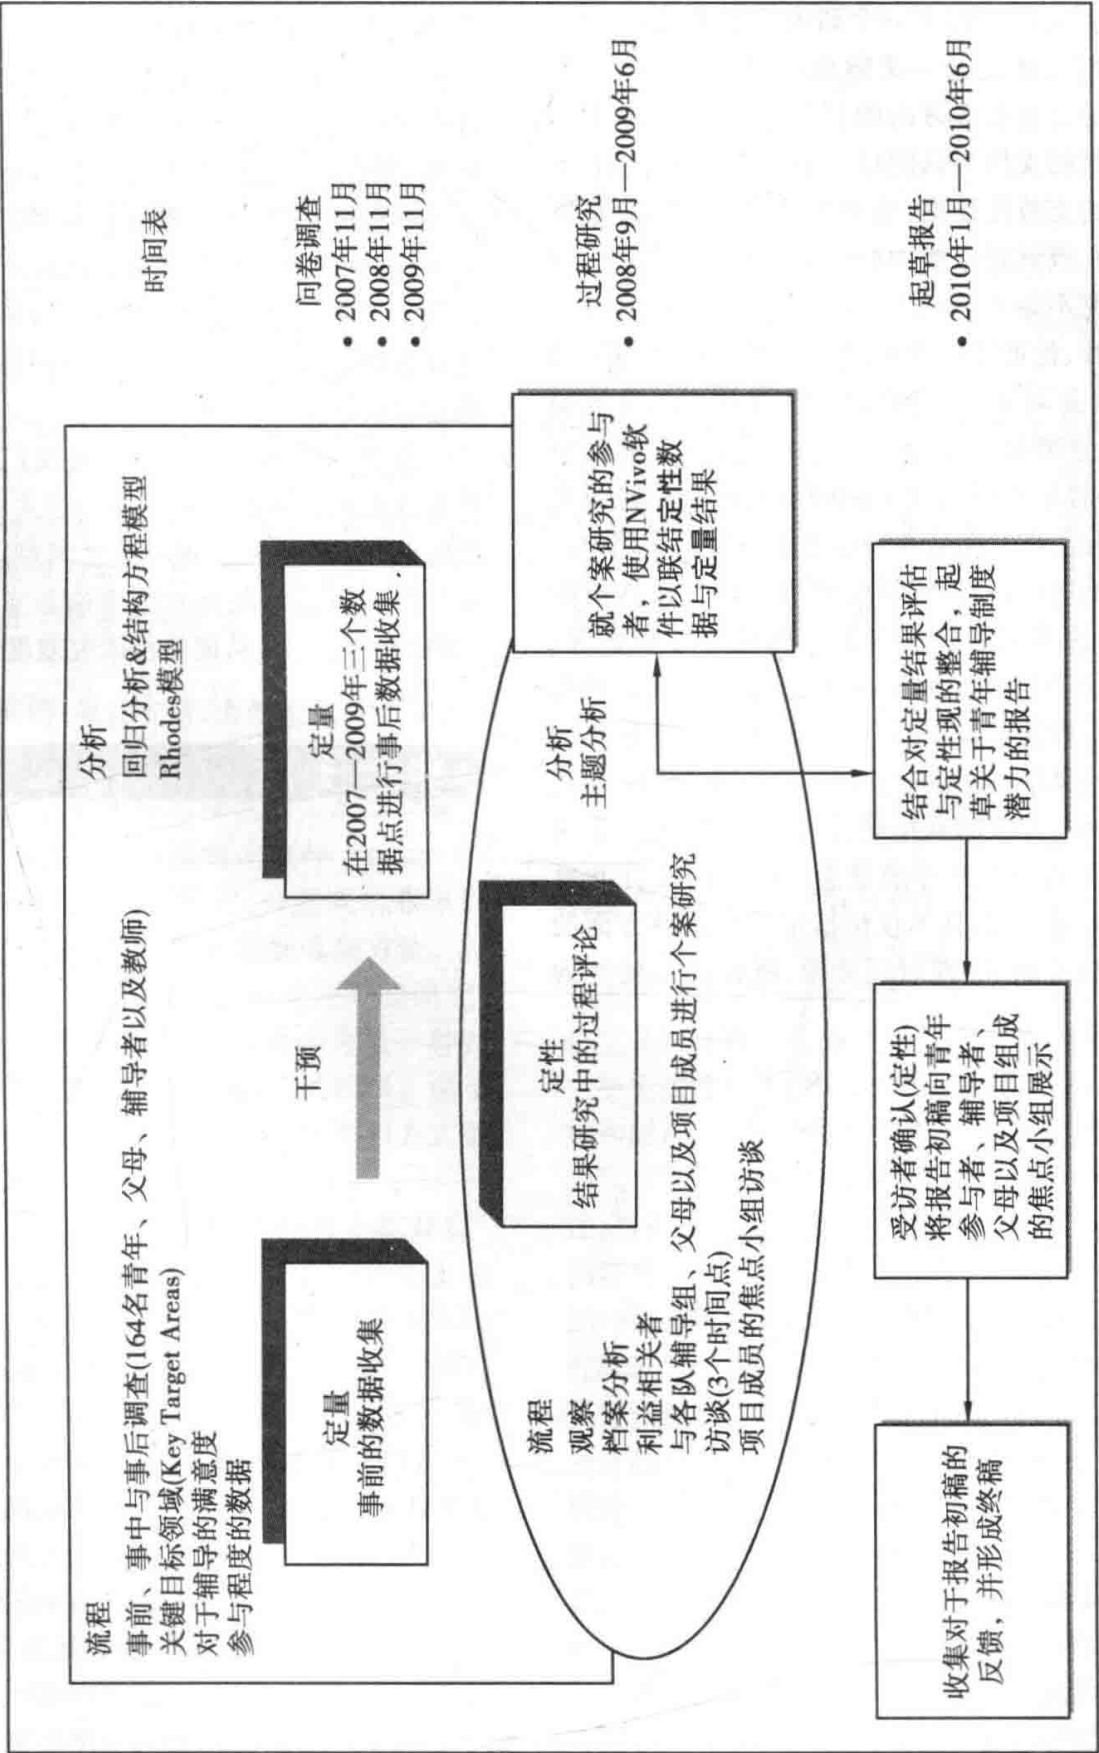 流程
事前、事中与事后调查(164名青年、父母、辅导者以及教师)
关键目标领域(Key Target Areas)
对于辅导的满意度
参与程度的数据
分析
回归分析&结构方程模型
Rhodes模型
时间表
定量
事前的数据收集
干预
定量
在2007—2009年三个数
据点进行事后数据收集
问卷调查
• 2007年11月
• 2008年11月
• 2009年11月
定性
结果研究中的过程评论
流程
观察
档案分析
利益相关者
与各队辅导组、父母以及项目成员进行个案研究
访谈(3个时间点)
项目成员的焦点小组访谈
分析
主题分析
就个案研究的参与
者，使用NVivo软
件以联结定性数
据与定量结果
过程研究
• 2008年9月—2009年6月
收集对于报告初稿的
反馈，并形成终稿
受访者确认(定性)
将报告初稿向青年
参与者、辅导者、
父母以及项目组成
的焦点小组展示
结合对定量结果评估
与定性现的整合，起
草关于青年辅导制度
潜力的报告
起草报告
• 2010年1月—2010年6月